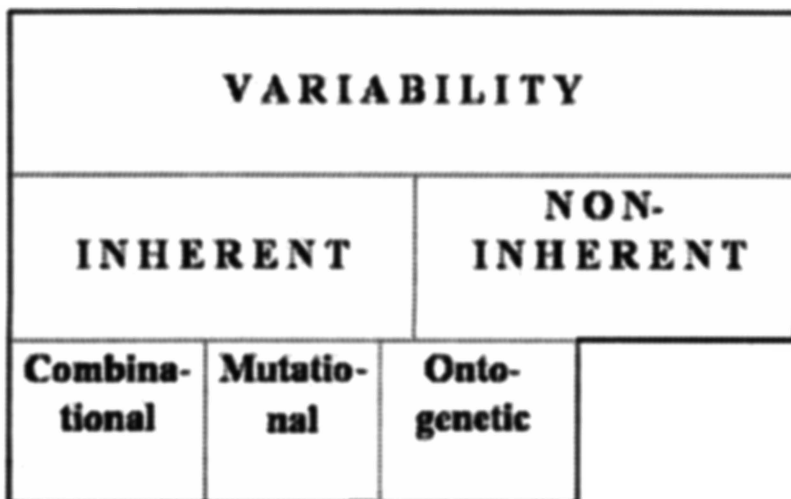 VARIABILITY
INHERENT
NON-
INHERENT
Combina-
tional
Mutatio-
nal
Onto-
genetic